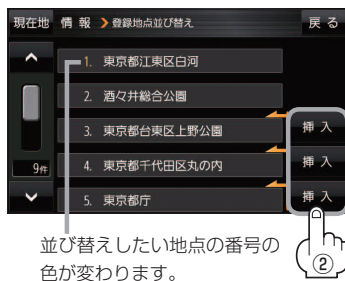 現在地 情報 登録地点並び替え 戻る
1. 東京都江東区白河
2. 酒々井総合公園
3. 東京都台東区上野公園 挿入
4. 東京都千代田区丸の内 挿入
9件
5. 東京都庁 挿入
②
並び替えしたい地点の番号の
色が変わります。